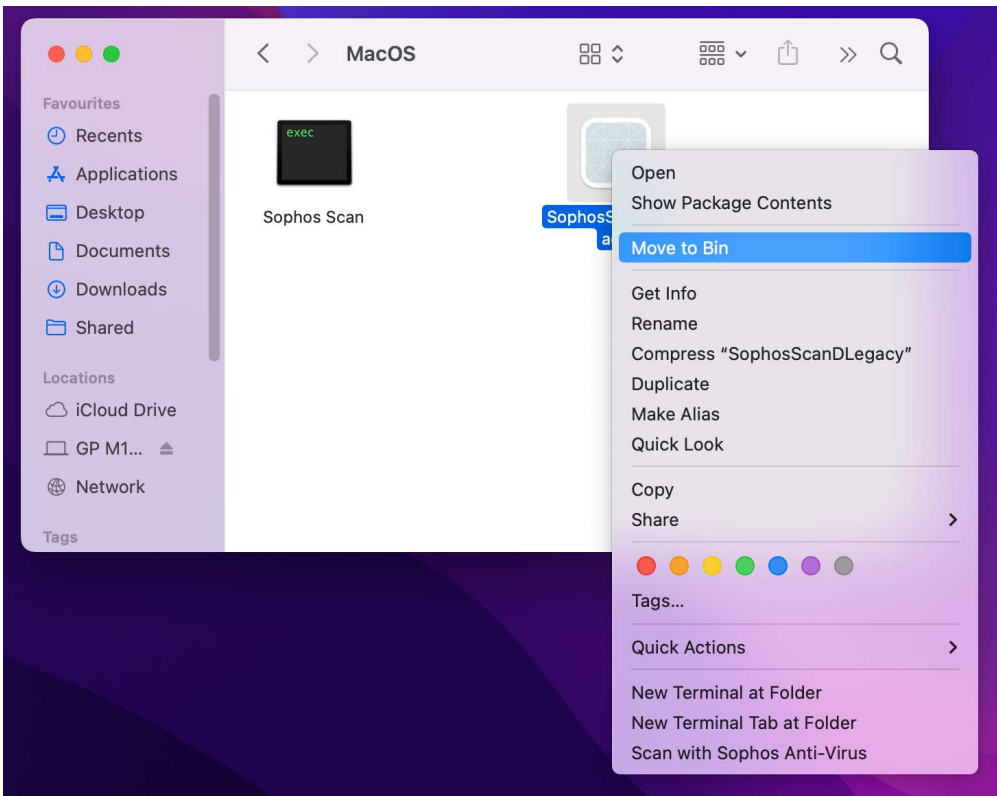 MacOS
Favourites
Recents
Applications
Desktop
Documents
Downloads
Shared
Locations
iCloud Drive
GP M1...
Network
Tags
exec
Sophos Scan
Open
Show Package Contents
Move to Bin
Get Info
Rename
Compress “SophosScanDLegacy”
Duplicate
Make Alias
Quick Look
Copy
Share
Tags...
Quick Actions
New Terminal at Folder
New Terminal Tab at Folder
Scan with Sophos Anti-Virus